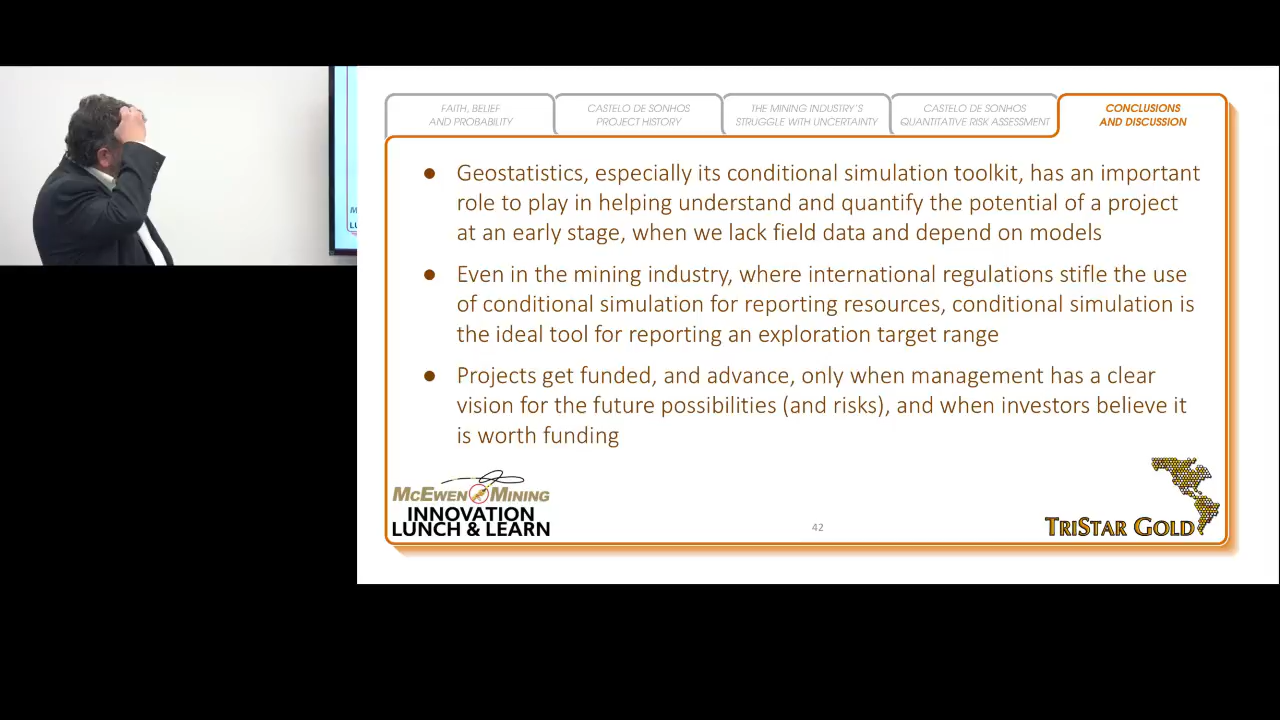 FAITH, BELIEF
AND PROBABILITY
CASTELO DE SONHOS
PROJECT HISTORY
THE MINING INDUSTRY'S
STRUGGLE WITH UNCERTAINTY
CASTELO DE SONHOS
QUANTITATIVE RISK ASSESSMENT
CONCLUSIONS
AND DISCUSSION
● Geostatistics, especially its conditional simulation toolkit, has an important
role to play in helping understand and quantify the potential of a project
at an early stage, when we lack field data and depend on models
● Even in the mining industry, where international regulations stifle the use
of conditional simulation for reporting resources, conditional simulation is
the ideal tool for reporting an exploration target range
● Projects get funded, and advance, only when management has a clear
vision for the future possibilities (and risks), and when investors believe it
is worth funding
MCEWEN MINING
INNOVATION
LUNCH & LEARN
42
TRISTAR GOLD